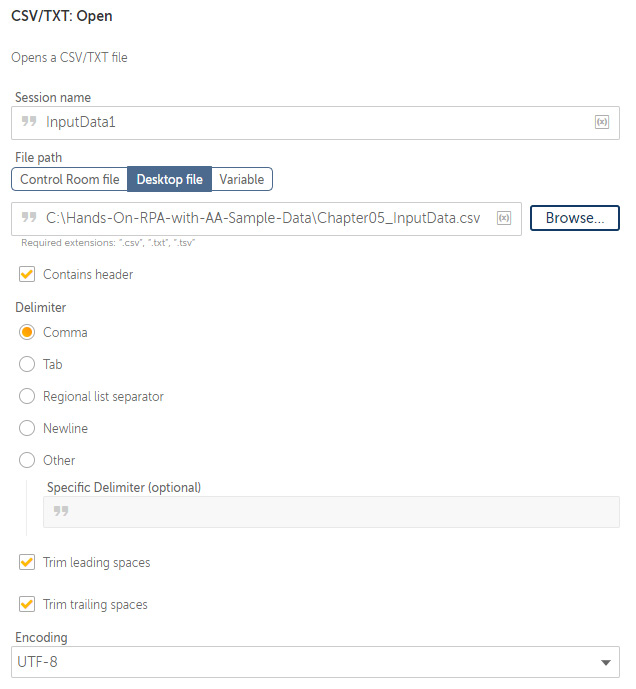 CSV/TXT: Open
Opens a CSV/TXT file
Session name
InputData1
(x)
File path
Control Room file Desktop file Variable
C:\Hands-On-RPA-with-AA-Sample-Data\Chapter05_InputData.csv (x) Browse...
Required extensions: ".csv", ".txt", ".tsv"
Contains header
Delimiter
Comma
Tab
Regional list separator
Newline
Other
Specific Delimiter (optional)
Trim leading spaces
Trim trailing spaces
Encoding
UTF-8